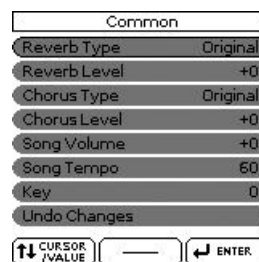 Common
Reverb Type Original
Reverb Level +0
Chorus Type Original
Chorus Level +0
Song Volume +0
Song Tempo 60
Key 0
Undo Changes
CURSOR
/VALUE
ENTER